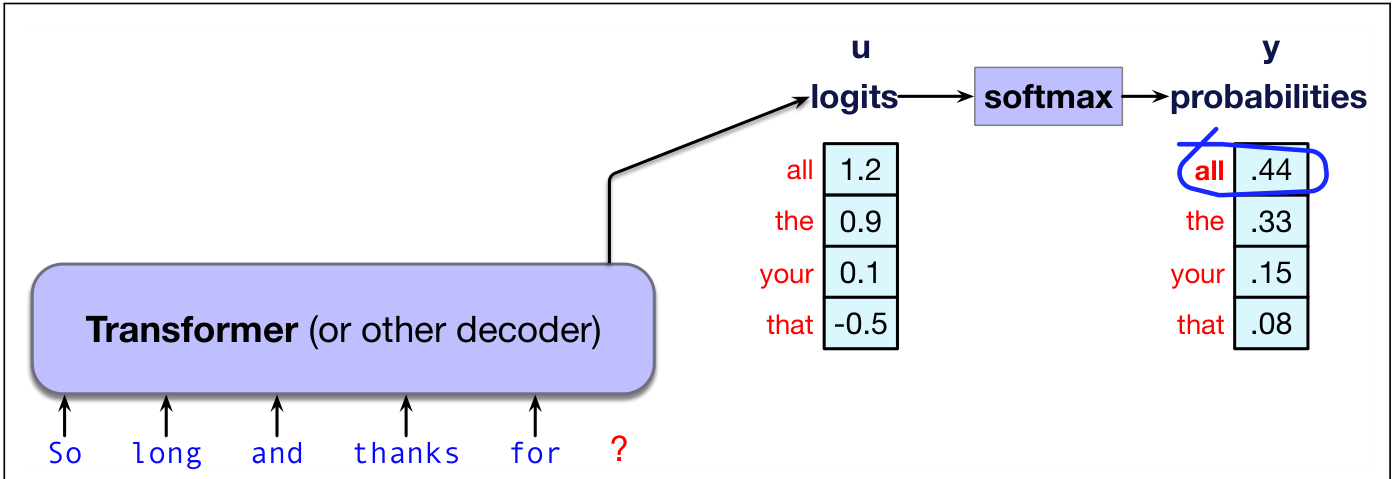 u
y
logits softmax probabilities
all 1.2
the 0.9
your 0.1
that -0.5
all .44
the .33
your .15
that .08
Transformer (or other decoder)
So long and thanks for ?